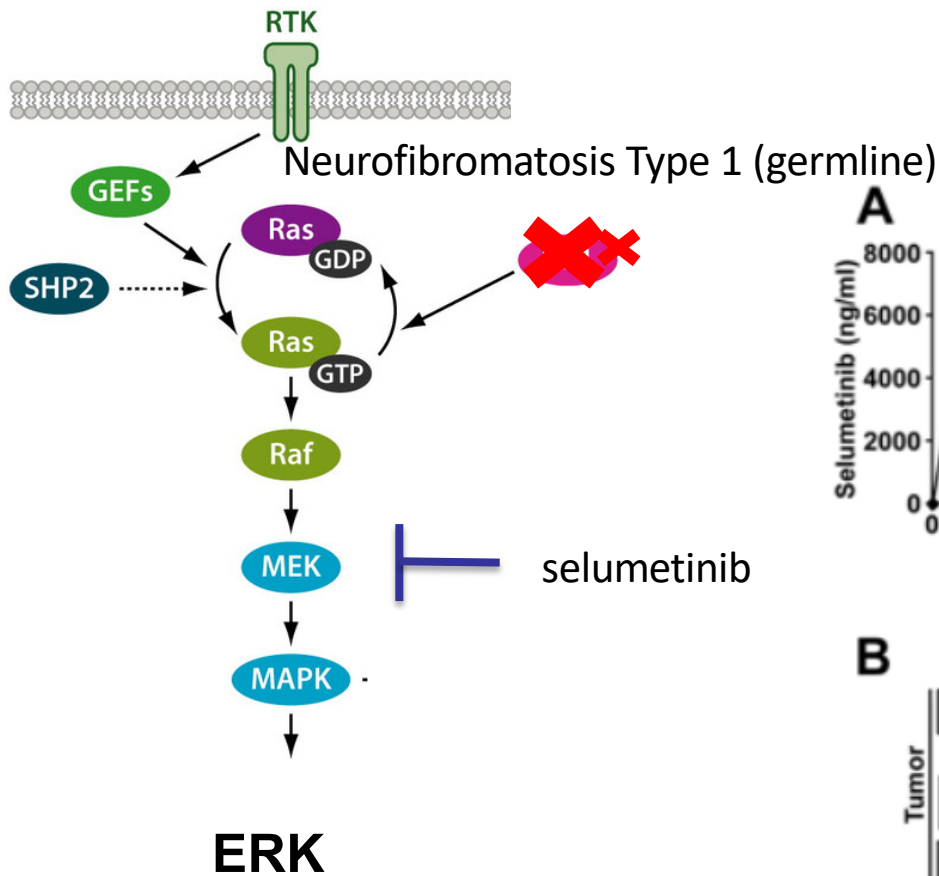 RTK
Neurofibromatosis Type 1 (germline)
GEFs
Ras
GDP
SHP2
Ras
GTP
Raf
MEK
selumetinib
MAPK
-
ERK
A
Selumetinib (ng/ml)
8000
6000
4000
2000
0
0
B
Tumor